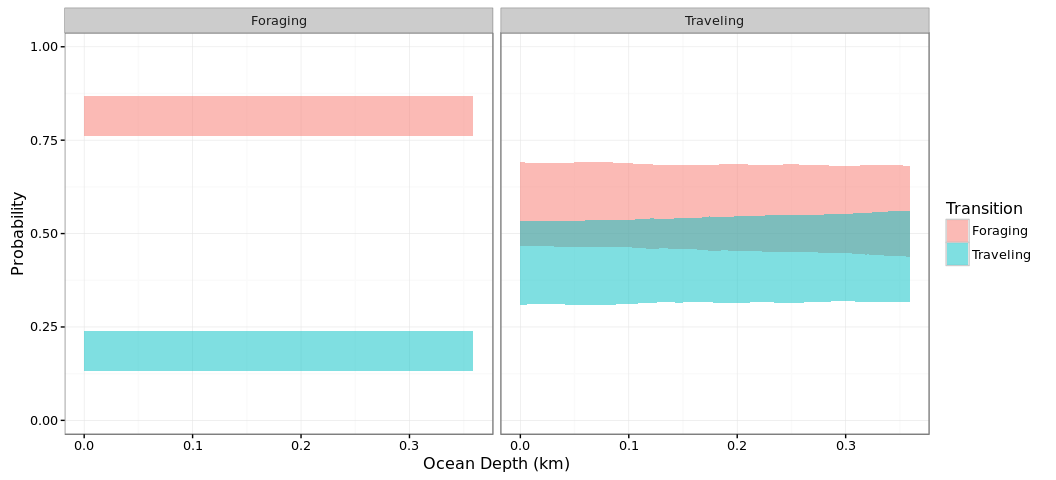 Foraging
Traveling
1.00
0.75
0.50
0.25
0.00
Probability
0.0 0.1 0.2 0.3
0.0 0.1 0.2 0.3
Ocean Depth (km)
Transition
Foraging
Traveling